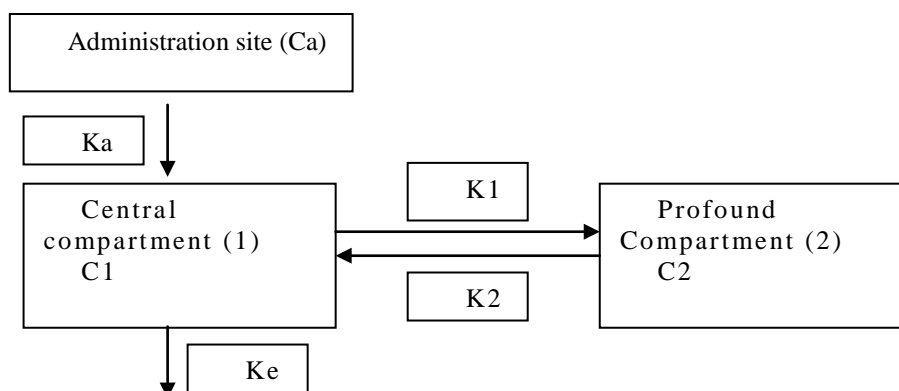 Administration site (Ca)
Ka
K1
Central
compartment (1)
C1
Profound
Compartment (2)
C2
K2
Ke